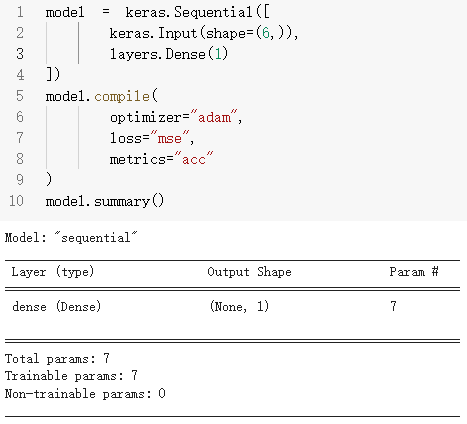 1 model  =  keras.Sequential([
2         keras.Input(shape=(6,)),
3         layers.Dense(1)
4 ])
5 model.compile(
6         optimizer="adam",
7         loss="mse",
8         metrics="acc"
9 )
10 model.summary()
Model: "sequential"
Layer (type) Output Shape Param #
dense (Dense) (None, 1) 7
Total params: 7
Trainable params: 7
Non-trainable params: 0